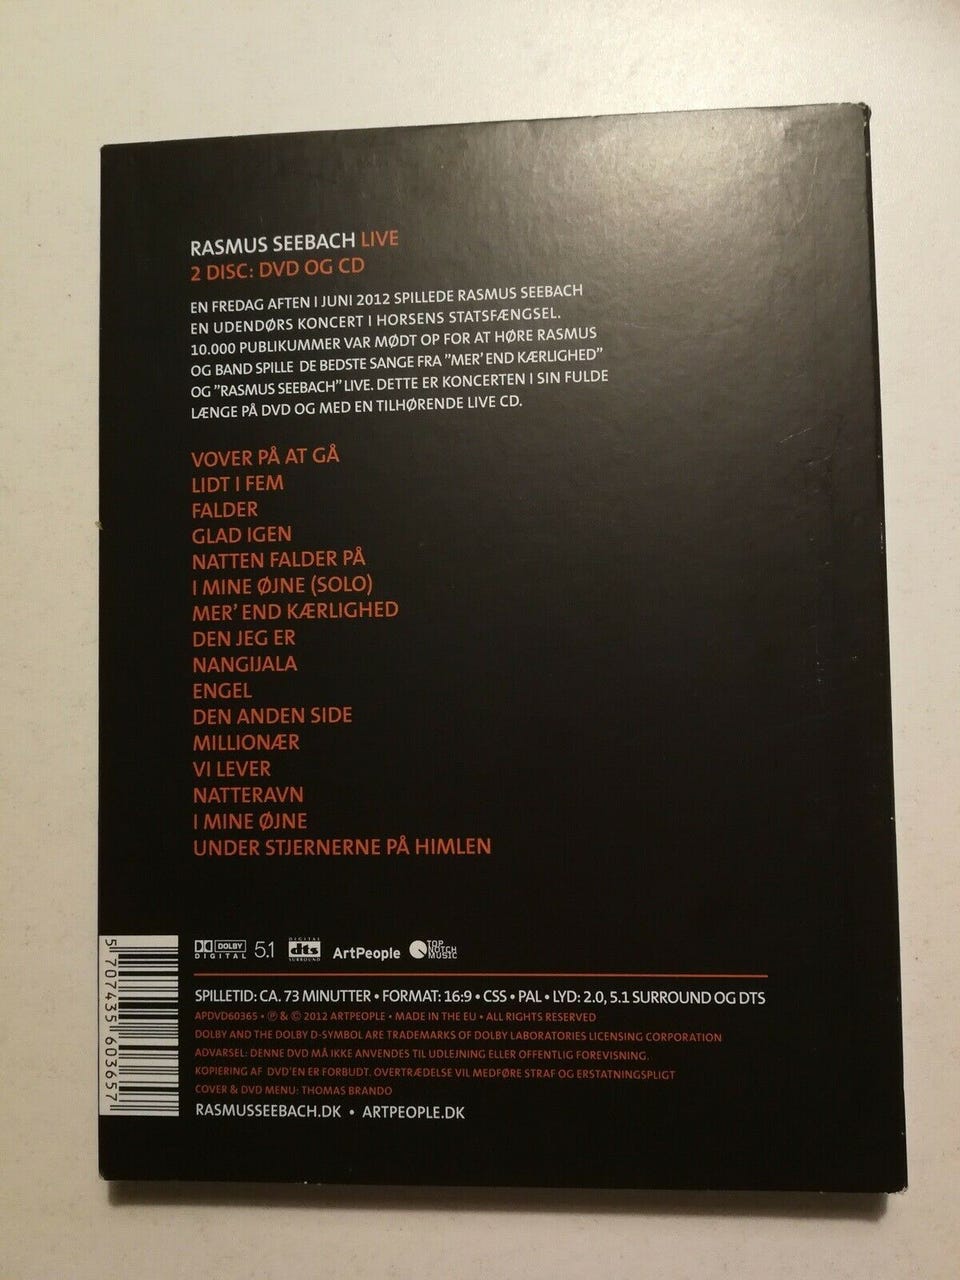 RASMUS SEEBACH LIVE
2 DISC: DVD OG CD
EN FREDAG AFTEN I JUNI 2012 SPILLEDE RASMUS SEEBACH
EN UDENDØRS KONCERT I HORSENS STATSFÆNGSEL.
10.000 PUBLIKUMMER VAR MØDT OP FOR AT HØRE RASMUS
OG BAND SPILLE DE BEDSTE SANGE FRA "MER' END KÆRLIGHED"
OG "RASMUS SEEBACH" LIVE. DETTE ER KONCERTEN I SIN FULDE
LÆNGE PÅ DVD OG MED EN TILHØRENDE LIVE CD.
VOVER PÅ AT GÅ
LIDT I FEM
FALDER
GLAD IGEN
NATTEN FALDER PÅ
I MINE ØJNE (SOLO)
MER' END KÆRLIGHED
DEN JEG ER
NANGIJALA
ENGEL
DEN ANDEN SIDE
MILLIONÆR
VI LEVER
NATTERAVN
I MINE ØJNE
UNDER STJERNERNE PÅ HIMLEN
5 707435 603657
DOLBY DIGITAL 5.1 DIGITAL dts SURROUND ArtPeople TOP NOTCH MUSIC
SPILLETID: CA. 73 MINUTTER • FORMAT: 16:9 • CSS • PAL • LYD: 2.0, 5.1 SURROUND OG DTS
APDVD60365 • ℗ & © 2012 ARTPEOPLE • MADE IN THE EU • ALL RIGHTS RESERVED
DOLBY AND THE DOLBY D-SYMBOL ARE TRADEMARKS OF DOLBY LABORATORIES LICENSING CORPORATION
ADVARSEL: DENNE DVD MÅ IKKE ANVENDES TIL UDLEJNING ELLER OFFENTLIG FOREVISNING.
KOPIERING AF DVD'EN ER FORBUDT. OVERTRÆDELSE VIL MEDFØRE STRAF OG ERSTATNINGSPLIGT
COVER & DVD MENU: THOMAS BRANDO
RASMUSSEEBACH.DK • ARTPEOPLE.DK